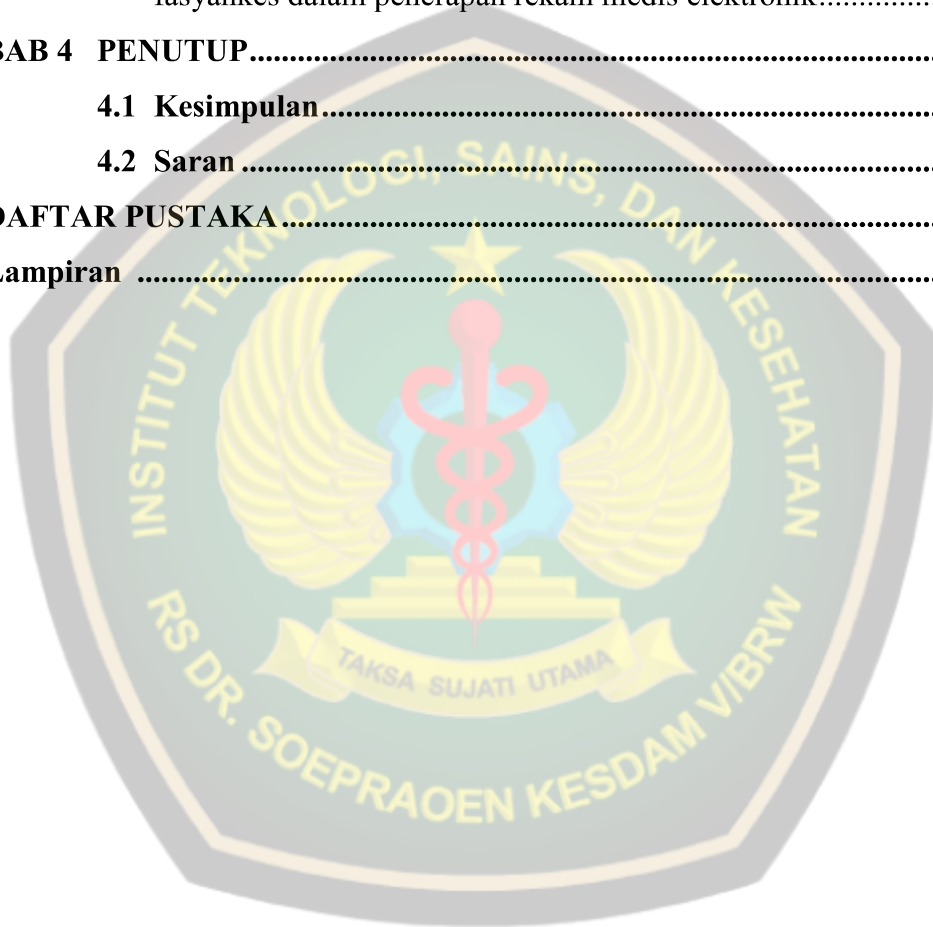 fasyankes dalam penerapan rekam medis elektronik................
BAB 4 PENUTUP................................................................................
4.1 Kesimpulan................................................................................
4.2 Saran................................................................................
DAFTAR PUSTAKA................................................................................
Lampiran ................................................................................
INSTITUT TEKNOLOGI, SAINS, DAN KESEHATAN
TAKSA SUJATI UTAMA
RS DR. SOEPRAOEN KESDAM V/BRW